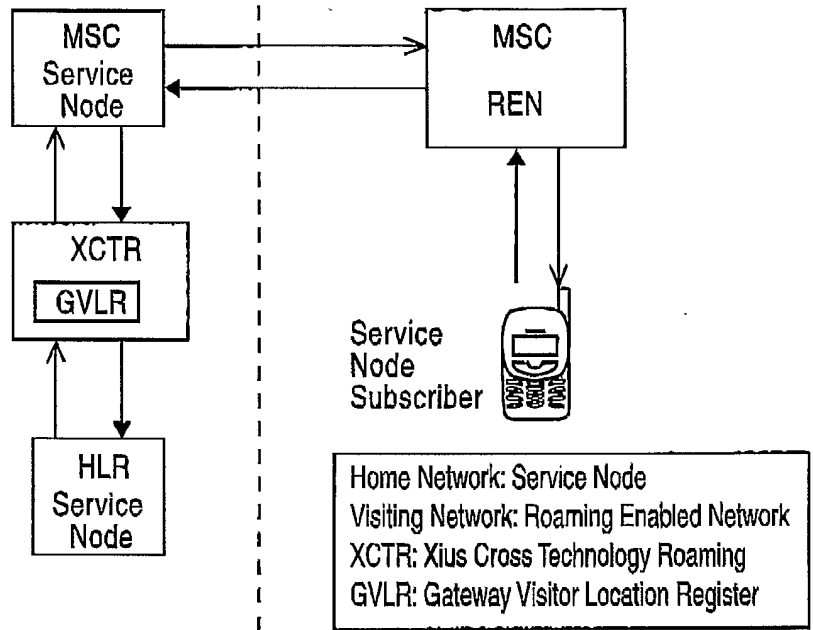 MSC
Service
Node
MSC
REN
XCTR
GVLR
HLR
Service
Node
Service
Node
Subscriber
Home Network: Service Node
Visiting Network: Roaming Enabled Network
XCTR: Xius Cross Technology Roaming
GVLR: Gateway Visitor Location Register